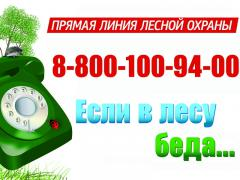 ПРЯМАЯ ЛИНИЯ ЛЕСНОЙ ОХРАНЫ
8-800-100-94-00
Если в лесу
беда...